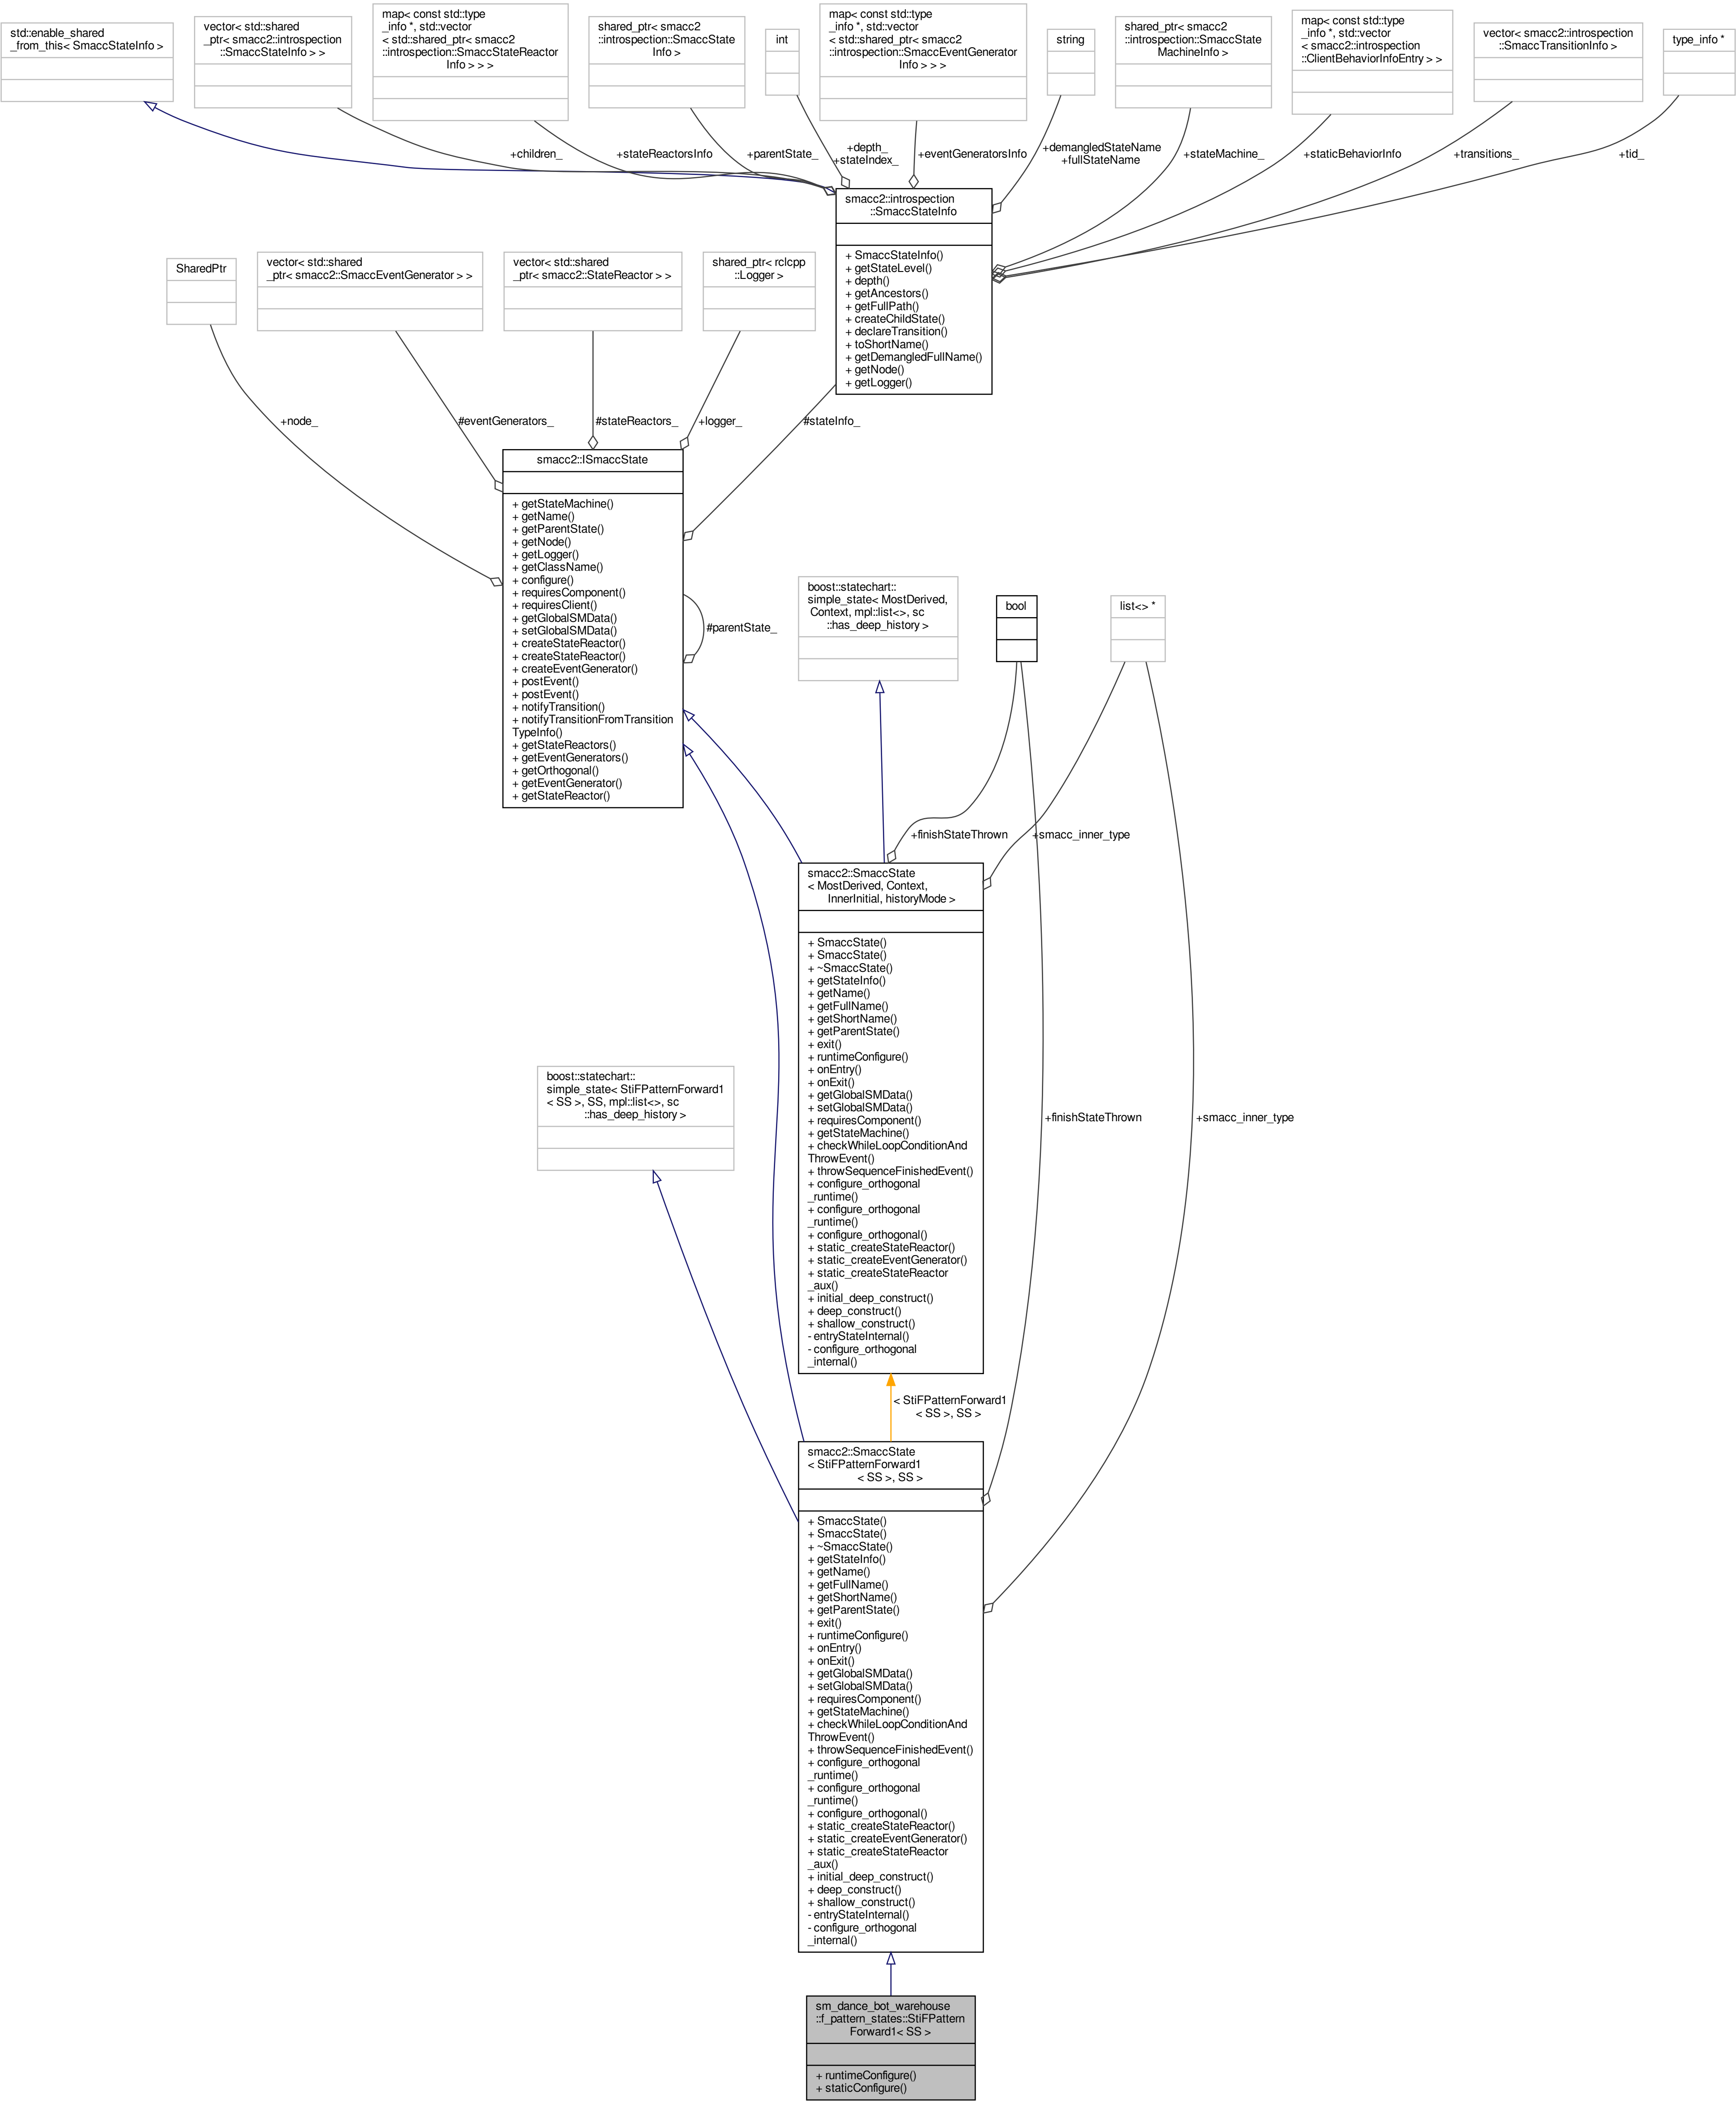 std::enable_shared
_from_this< SmaccStateInfo >
vector< std::shared
_ptr< smacc2::introspection
::SmaccStateInfo > >
map< const std::type
_info *, std::vector
< std::shared_ptr< smacc2
::introspection::SmaccStateReactor
Info > > >
shared_ptr< smacc2
::introspection::SmaccState
Info >
int
map< const std::type
_info *, std::vector
< std::shared_ptr< smacc2
::introspection::SmaccEventGenerator
Info > > >
string
shared_ptr< smacc2
::introspection::SmaccState
MachineInfo >
map< const std::type
_info *, std::vector
< smacc2::introspection
::ClientBehaviorInfoEntry > >
vector< smacc2::introspection
::SmaccTransitionInfo >
type_info *
+children_
+stateReactorsInfo
+parentState_
+depth_
+stateIndex_
+eventGeneratorsInfo
+demangledStateName
+fullStateName
+stateMachine_
+staticBehaviorInfo
+transitions_
+tid_
smacc2::introspection
::SmaccStateInfo
+ SmaccStateInfo()
+ getStateLevel()
+ depth()
+ getAncestors()
+ getFullPath()
+ createChildState()
+ declareTransition()
+ toShortName()
+ getDemangledFullName()
+ getNode()
+ getLogger()
SharedPtr
vector< std::shared
_ptr< smacc2::SmaccEventGenerator > >
vector< std::shared
_ptr< smacc2::StateReactor > >
shared_ptr< rclcpp
::Logger >
+node_
#eventGenerators_
#stateReactors_
+logger_
#stateInfo_
smacc2::ISmaccState
+ getStateMachine()
+ getName()
+ getParentState()
+ getNode()
+ getLogger()
+ getClassName()
+ configure()
+ requiresComponent()
+ requiresClient()
+ getGlobalSMData()
+ setGlobalSMData()
+ createStateReactor()
+ createStateReactor()
+ createEventGenerator()
+ postEvent()
+ postEvent()
+ notifyTransition()
+ notifyTransitionFromTransition
TypeInfo()
+ getStateReactors()
+ getEventGenerators()
+ getOrthogonal()
+ getEventGenerator()
+ getStateReactor()
#parentState_
boost::statechart::
simple_state< MostDerived,
Context, mpl::list<>, sc
::has_deep_history >
bool
list<> *
+finishStateThrown
+smacc_inner_type
smacc2::SmaccState
< MostDerived, Context,
InnerInitial, historyMode >
+ SmaccState()
+ SmaccState()
+ ~SmaccState()
+ getStateInfo()
+ getName()
+ getFullName()
+ getShortName()
+ getParentState()
+ exit()
+ runtimeConfigure()
+ onEntry()
+ onExit()
+ getGlobalSMData()
+ setGlobalSMData()
+ requiresComponent()
+ getStateMachine()
+ checkWhileLoopConditionAnd
ThrowEvent()
+ throwSequenceFinishedEvent()
+ configure_orthogonal
_runtime()
+ configure_orthogonal
_runtime()
+ configure_orthogonal()
+ static_createStateReactor()
+ static_createEventGenerator()
+ static_createStateReactor
_aux()
+ initial_deep_construct()
+ deep_construct()
+ shallow_construct()
- entryStateInternal()
- configure_orthogonal
_internal()
boost::statechart::
simple_state< StiFPatternForward1
< SS >, SS, mpl::list<>, sc
::has_deep_history >
+finishStateThrown
+smacc_inner_type
< StiFPatternForward1
< SS >, SS >
smacc2::SmaccState
< StiFPatternForward1
< SS >, SS >
+ SmaccState()
+ SmaccState()
+ ~SmaccState()
+ getStateInfo()
+ getName()
+ getFullName()
+ getShortName()
+ getParentState()
+ exit()
+ runtimeConfigure()
+ onEntry()
+ onExit()
+ getGlobalSMData()
+ setGlobalSMData()
+ requiresComponent()
+ getStateMachine()
+ checkWhileLoopConditionAnd
ThrowEvent()
+ throwSequenceFinishedEvent()
+ configure_orthogonal
_runtime()
+ configure_orthogonal
_runtime()
+ configure_orthogonal()
+ static_createStateReactor()
+ static_createEventGenerator()
+ static_createStateReactor
_aux()
+ initial_deep_construct()
+ deep_construct()
+ shallow_construct()
- entryStateInternal()
- configure_orthogonal
_internal()
sm_dance_bot_warehouse
::f_pattern_states::StiFPattern
Forward1< SS >
+ runtimeConfigure()
+ staticConfigure()